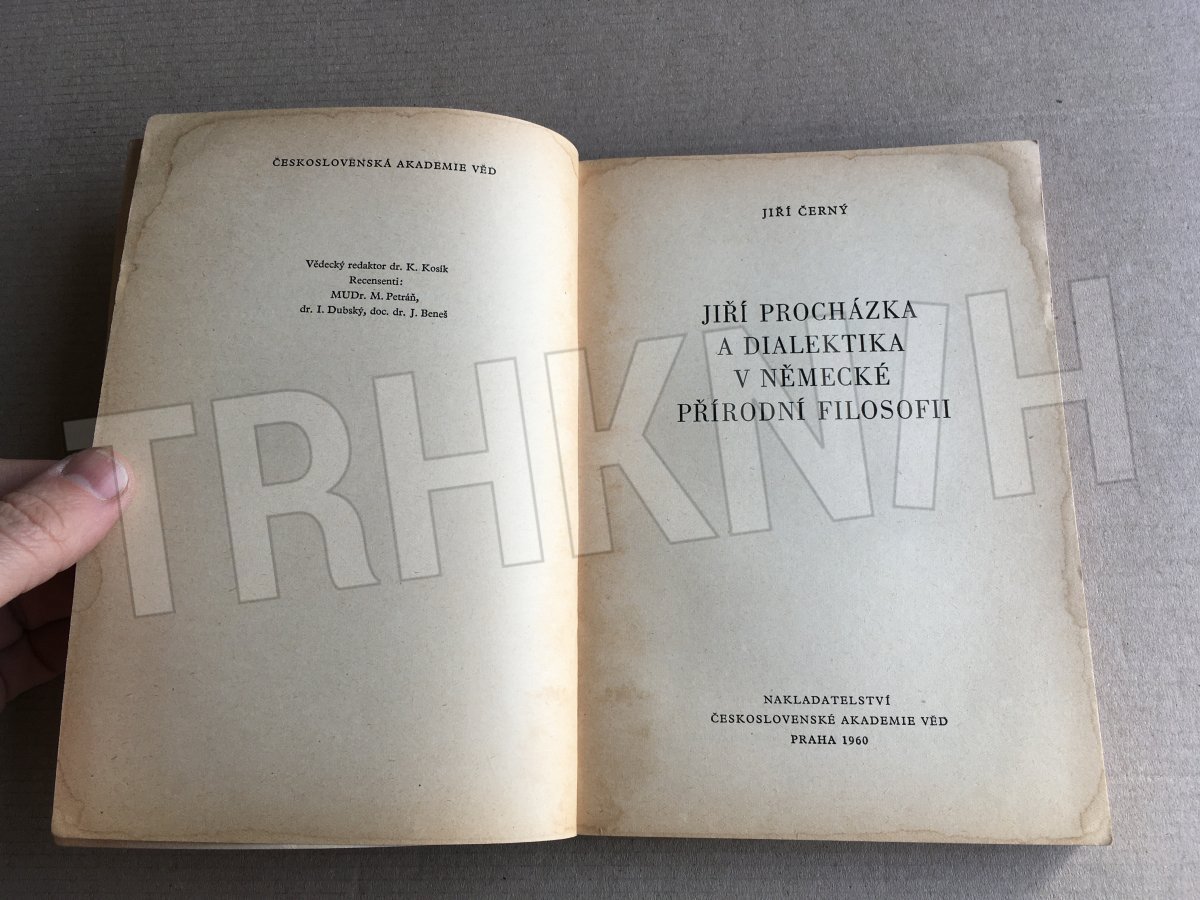 ČESKOSLOVENSKÁ AKADEMIE VĚD
Vědecký redaktor dr. K. Kosík
Recensenti:
MUDr. M. Petráň,
dr. I. Dubský, doc. dr. J. Beneš
JIŘÍ ČERNÝ
JIŘÍ PROCHÁZKA
A DIALEKTIKA
V NĚMECKÉ
PŘÍRODNÍ FILOSOFII
NAKLADATELSTVÍ
ČESKOSLOVENSKÉ AKADEMIE VĚD
PRAHA 1960
TRHKNIH